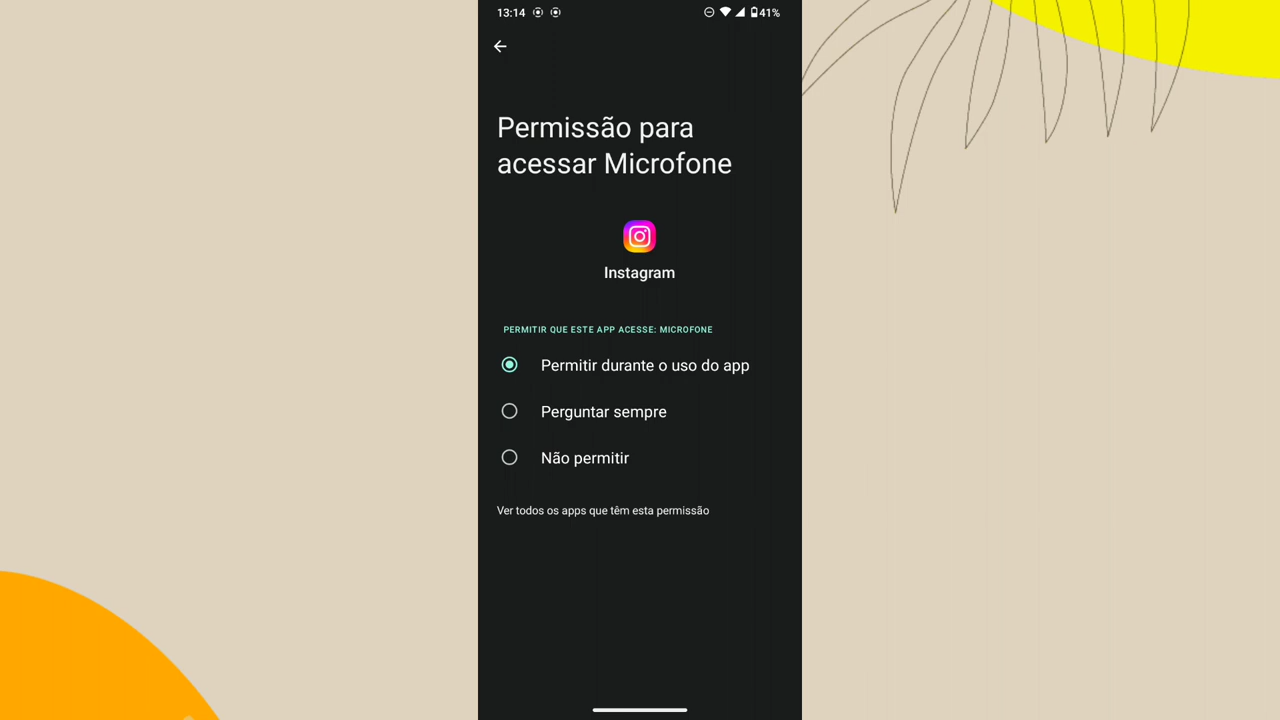 13:14
41%
Permissão para
acessar Microfone
Instagram
PERMITIR QUE ESTE APP ACESSE: MICROFONE
Permitir durante o uso do app
Perguntar sempre
Não permitir
Ver todos os apps que têm esta permissão